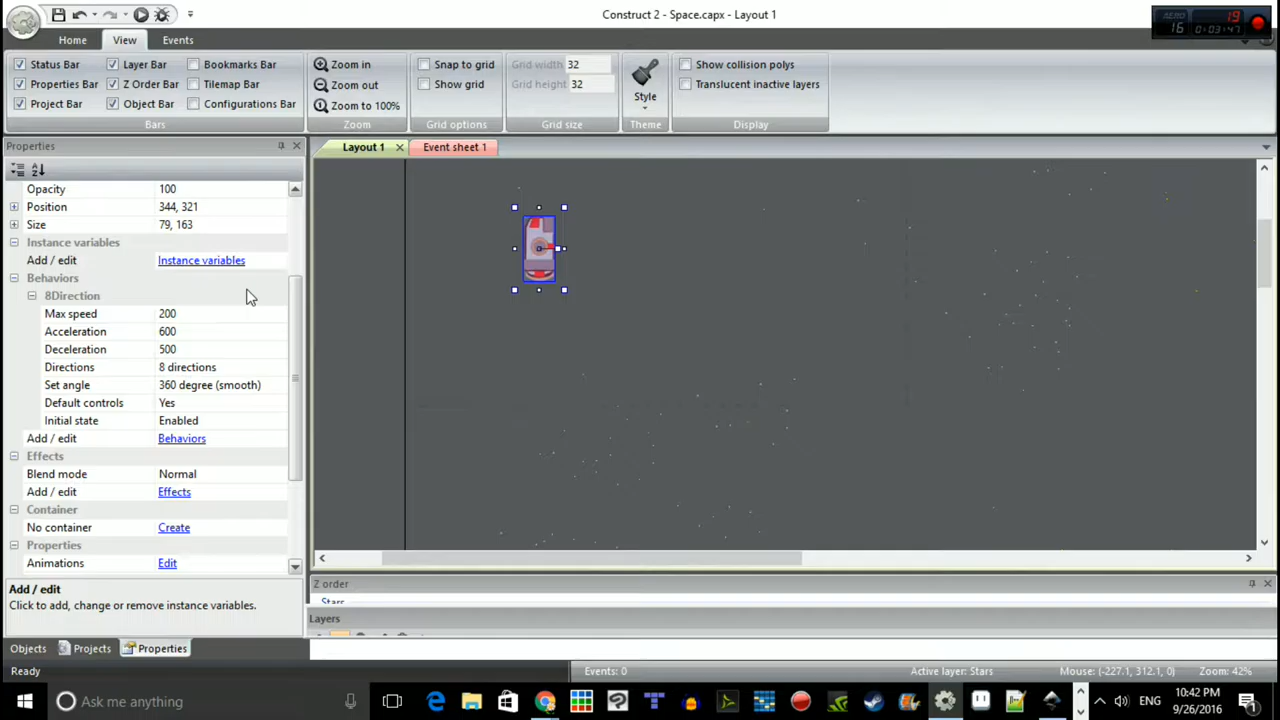 Construct 2 - Space.capx - Layout 1
19
16
0:03:47
Home
View
Events
Status Bar
Layer Bar
Bookmarks Bar
Zoom in
Snap to grid
Grid width 32
Show collision polys
Properties Bar
Z Order Bar
Tilemap Bar
Zoom out
Show grid
Grid height 32
Translucent inactive layers
Project Bar
Object Bar
Configurations Bar
Zoom to 100%
Style
Bars
Zoom
Grid options
Grid size
Theme
Display
Properties
Layout 1
Event sheet 1
Opacity 100
Position 344, 321
Size 79, 163
Instance variables
Add / edit Instance variables
Behaviors
8Direction
Max speed 200
Acceleration 600
Deceleration 500
Directions 8 directions
Set angle 360 degree (smooth)
Default controls Yes
Initial state Enabled
Add / edit Behaviors
Effects
Blend mode Normal
Add / edit Effects
Container
No container Create
Properties
Animations Edit
Add / edit
Click to add, change or remove instance variables.
Z order
Stars
Layers
Objects
Projects
Properties
Ready
Events: 0
Active layer: Stars
Mouse: (-227.1, 312.1, 0)
Zoom: 42%
Ask me anything
ENG
10:42 PM
9/26/2016